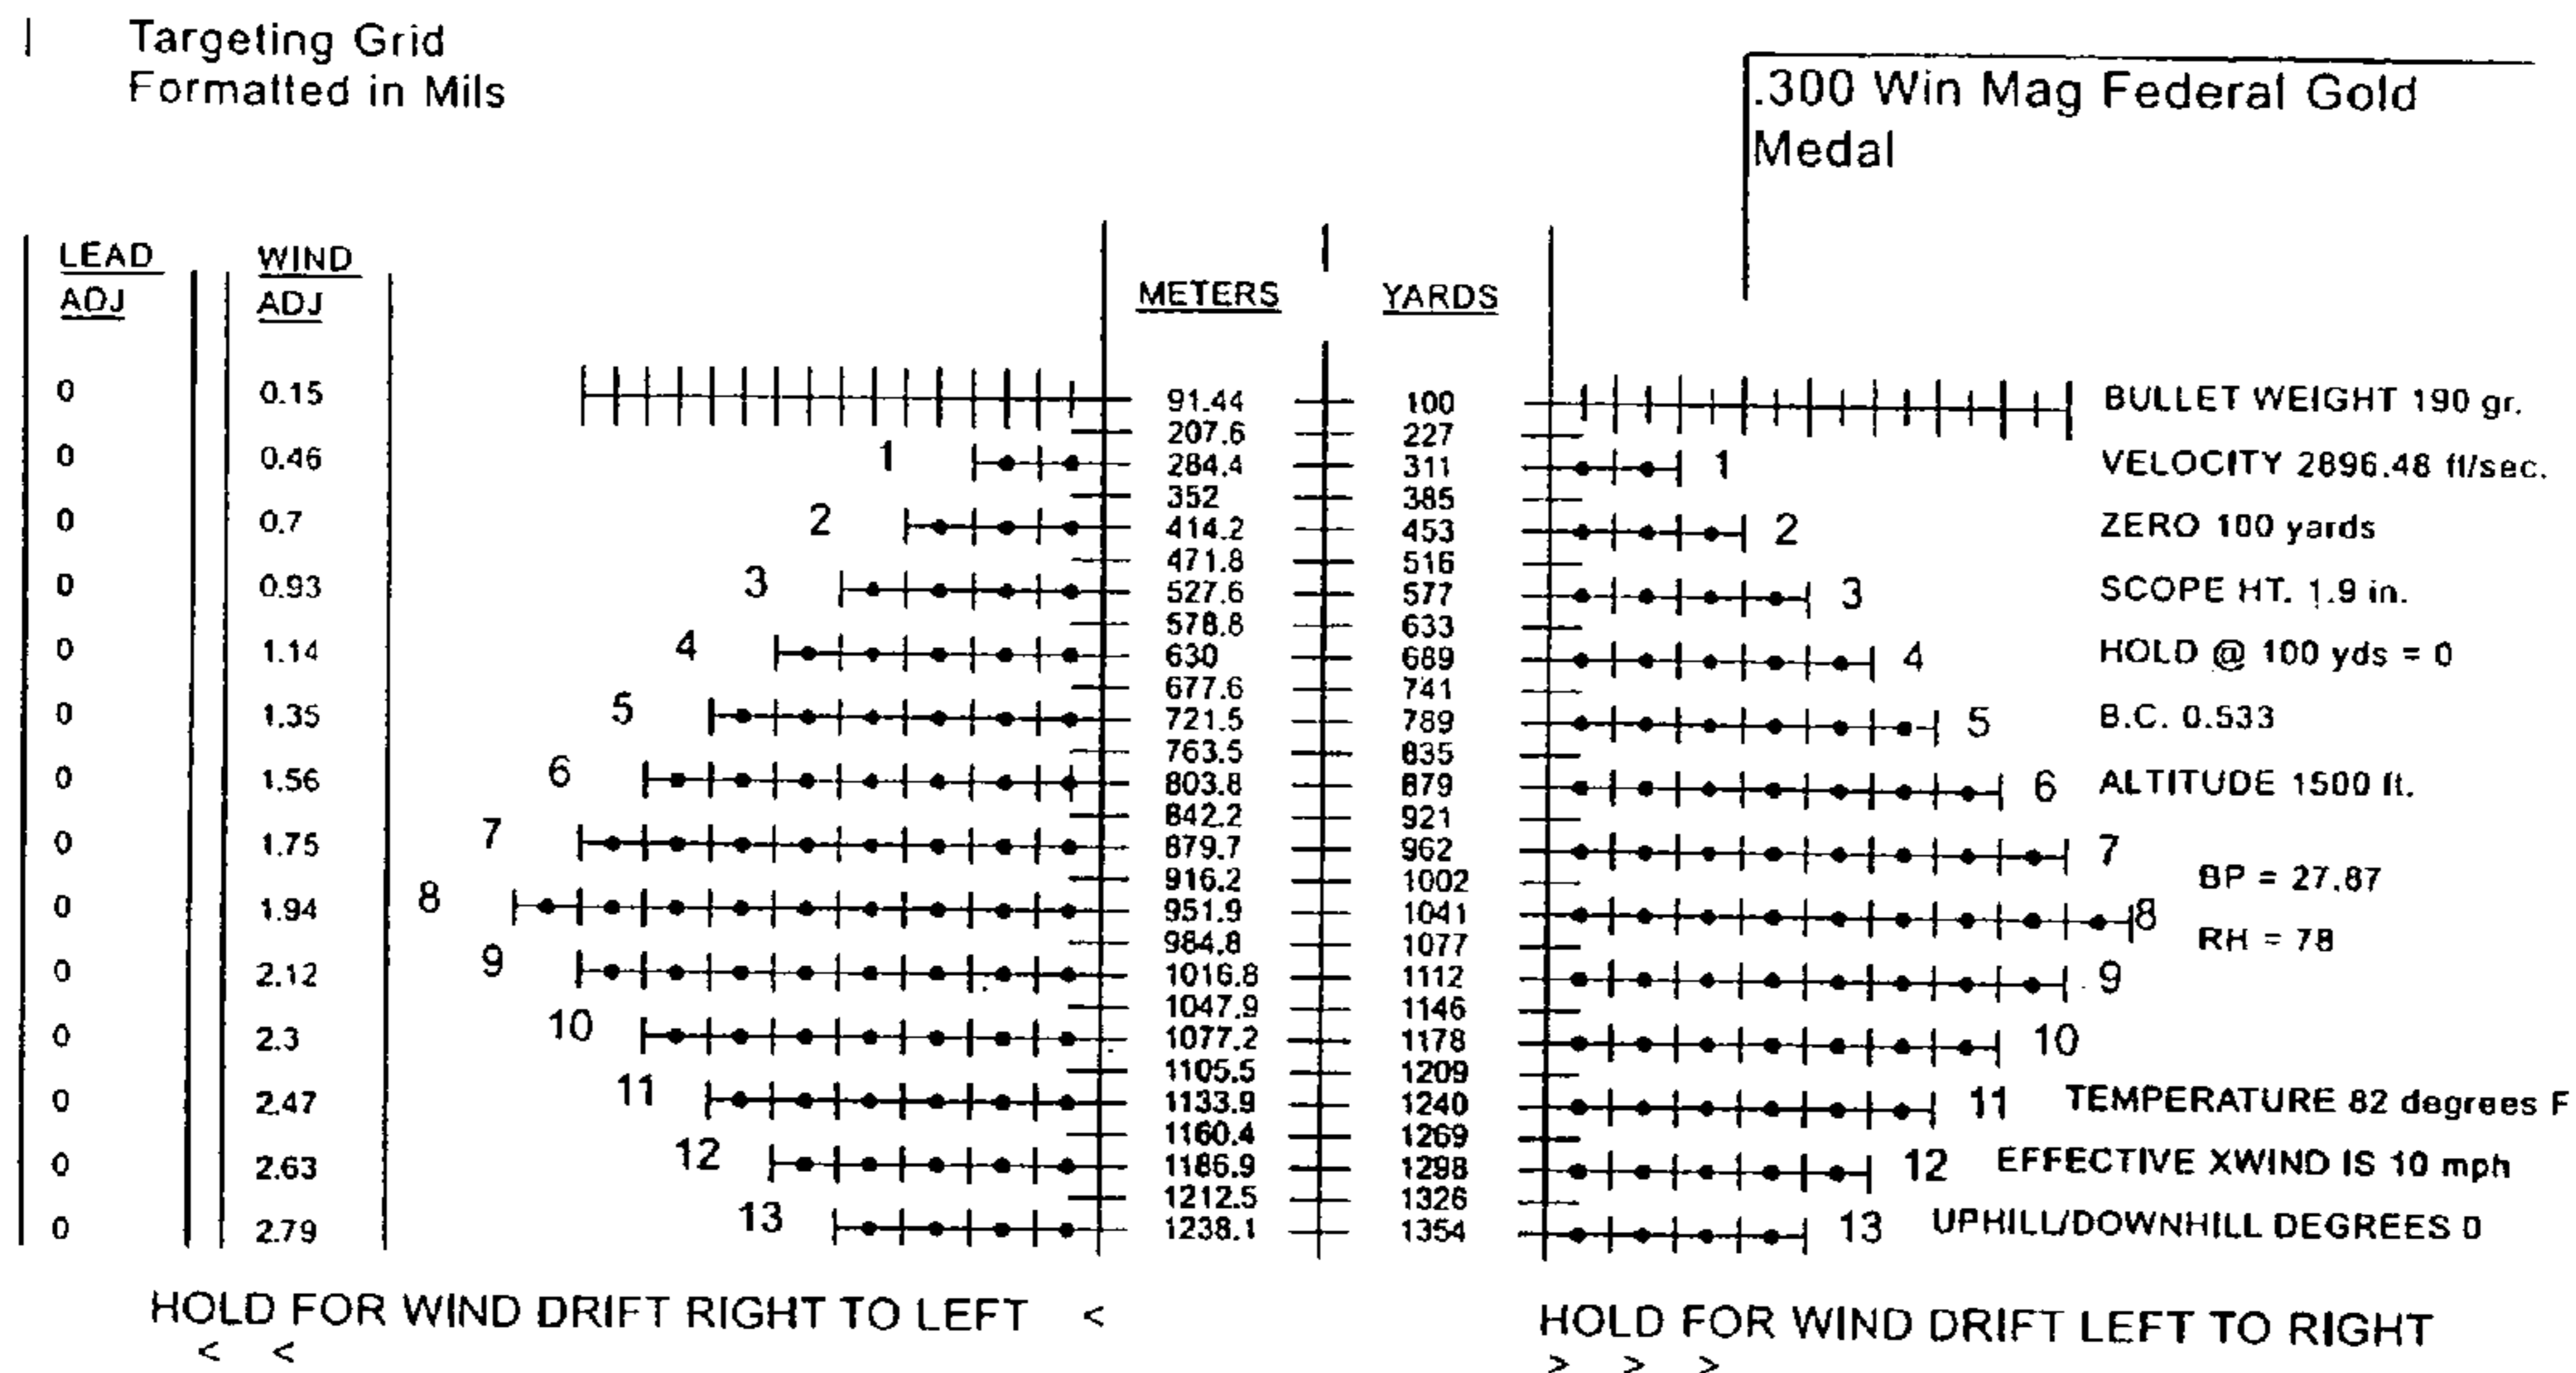 Targeting Grid
Formatted in Mils
.300 Win Mag Federal Gold
Medal
LEAD WIND
ADJ ADJ METERS YARDS
0 0.15 91.44 100 BULLET WEIGHT 190 gr.
207.6 227
0 0.46 1 284.4 311 1 VELOCITY 2896.48 ft/sec.
352 385
0 0.7 2 414.2 453 2 ZERO 100 yards
471.8 516
0 0.93 3 527.6 577 3 SCOPE HT. 1.9 in.
578.8 633
0 1.14 4 630 689 4 HOLD @ 100 yds = 0
677.6 741
0 1.35 5 721.5 789 5 B.C. 0.533
763.5 835
0 1.56 6 803.8 879 6 ALTITUDE 1500 ft.
842.2 921
0 1.75 7 879.7 962 7
916.2 1002 BP = 27.87
0 1.94 8 951.9 1041 8
984.8 1077 RH = 78
0 2.12 9 1016.8 1112 9
1047.9 1146
0 2.3 10 1077.2 1178 10
1105.5 1209
0 2.47 11 1133.9 1240 11 TEMPERATURE 82 degrees F
1160.4 1269
0 2.63 12 1186.9 1298 12 EFFECTIVE XWIND IS 10 mph
1212.5 1326
0 2.79 13 1238.1 1354 13 UPHILL/DOWNHILL DEGREES 0
HOLD FOR WIND DRIFT RIGHT TO LEFT <
< <
HOLD FOR WIND DRIFT LEFT TO RIGHT
> > >